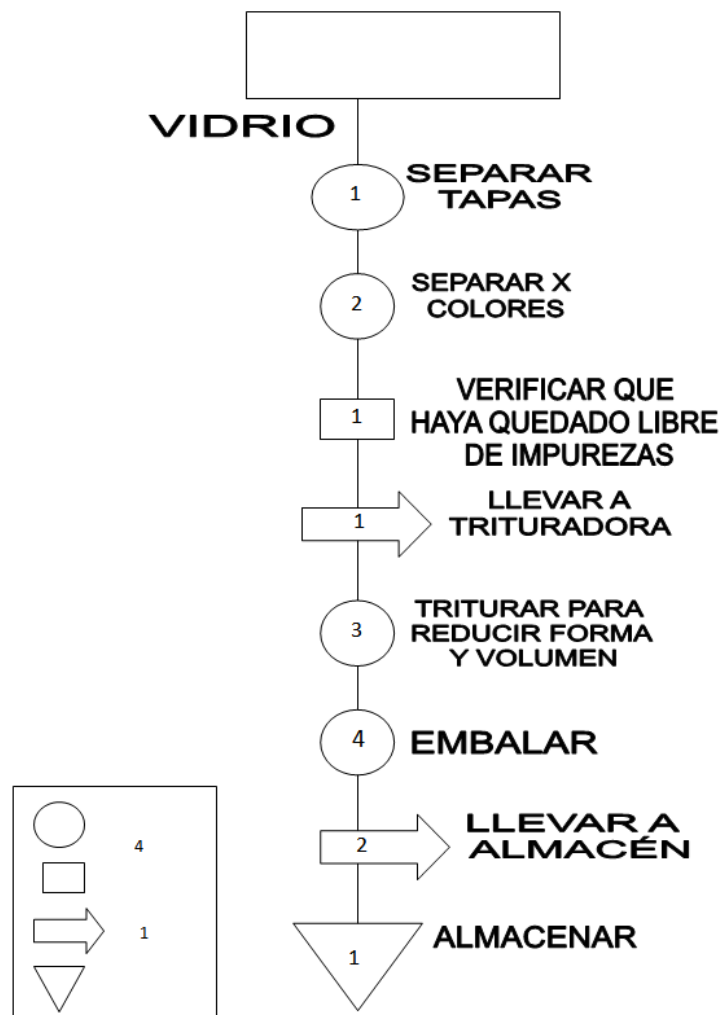 VIDRIO
1
SEPARAR
TAPAS
2
SEPARAR X
COLORES
1
VERIFICAR QUE
HAYA QUEDADO LIBRE
DE IMPUREZAS
1
LLEVAR A
TRITURADORA
3
TRITURAR PARA
REDUCIR FORMA
Y VOLUMEN
4
EMBALAR
2
LLEVAR A
ALMACÉN
1
ALMACENAR
4
1